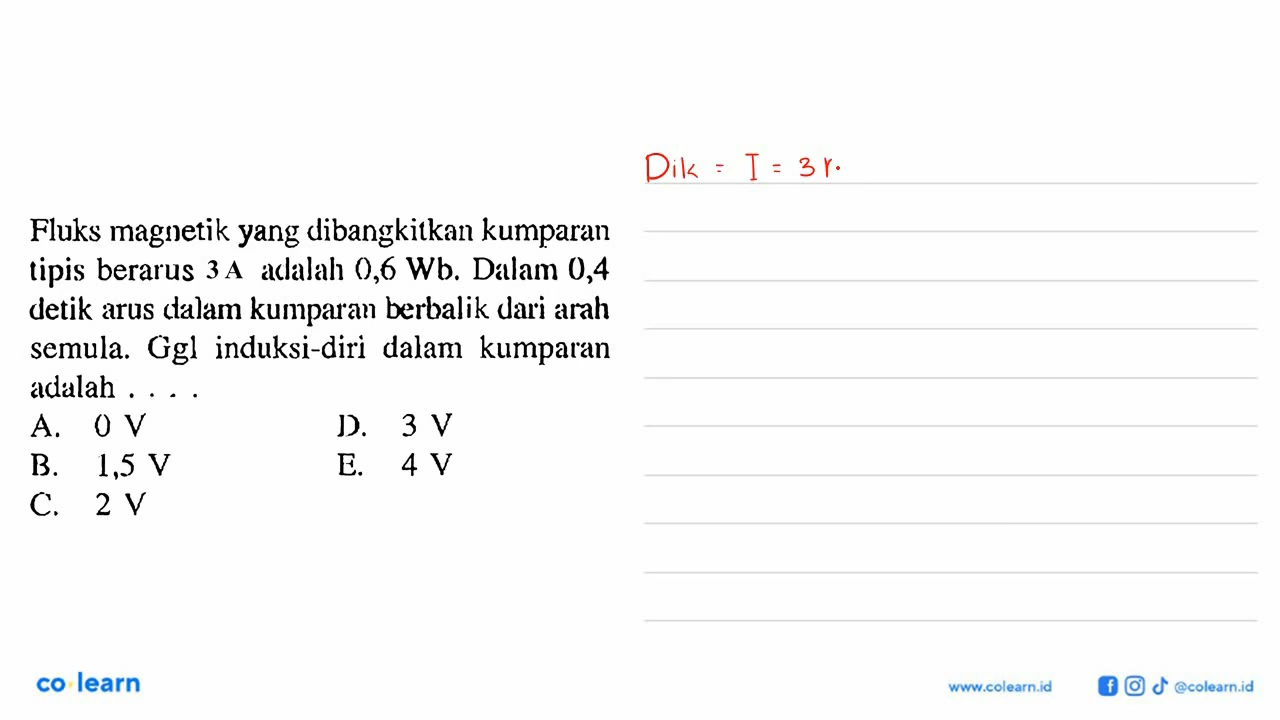 Dik = I = 3
Fluks magnetik yang dibangkitkan kumparan
tipis berarus 3 A adalah 0,6 Wb. Dalam 0,4
detik arus dalam kumparan berbalik dari arah
semula. Ggl induksi-diri dalam kumparan
adalah . . . .
A. 0 V D. 3 V
B. 1,5 V E. 4 V
C. 2 V
co learn
www.colearn.id @colearn.id